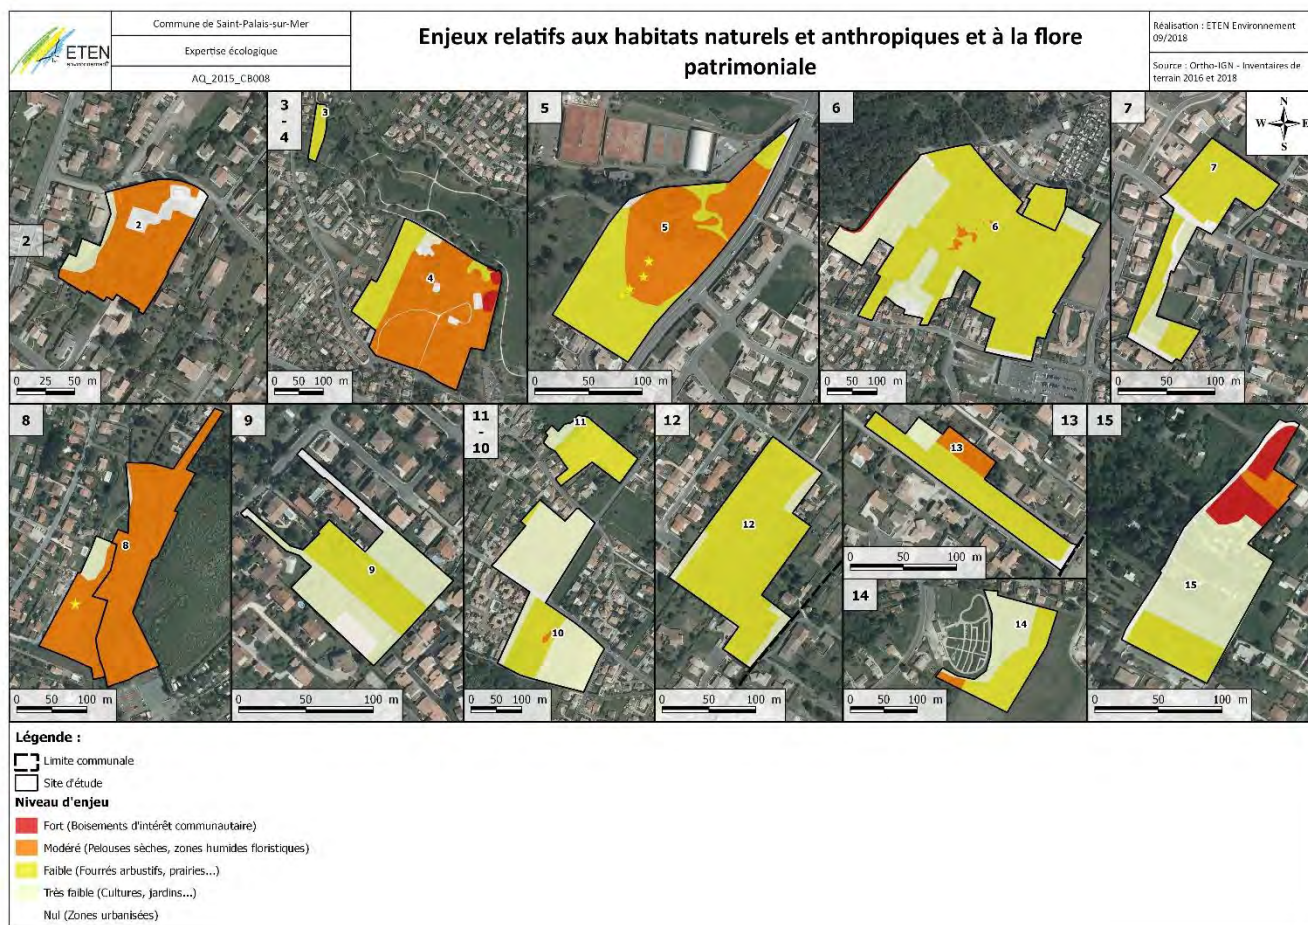 ETEN
environnement
Commune de Saint-Palais-sur-Mer
Expertise écologique
AQ_2015_CB008
Enjeux relatifs aux habitats naturels et anthropiques et à la flore
patrimoniale
Réalisation : ETEN Environnement
09/2018
Source : Ortho-IGN - Inventaires de
terrain 2016 et 2018
2
2
0 25 50 m
3
-
4
3
4
0 50 100 m
5
5
0 50 100 m
6
6
0 50 100 m
7
7
N
W E
S
0 50 100 m
8
8
0 50 100 m
9
9
0 50 100 m
11
-
10
11
10
0 50 100 m
12
12
0 50 100 m
13
13
0 50 100 m
14
14
0 50 100 m
15
15
0 50 100 m
Légende :
Limite communale
Site d'étude
Niveau d'enjeu
Fort (Boisements d'intérêt communautaire)
Modéré (Pelouses sèches, zones humides floristiques)
Faible (Fourrés arbustifs, prairies...)
Très faible (Cultures, jardins...)
Nul (Zones urbanisées)